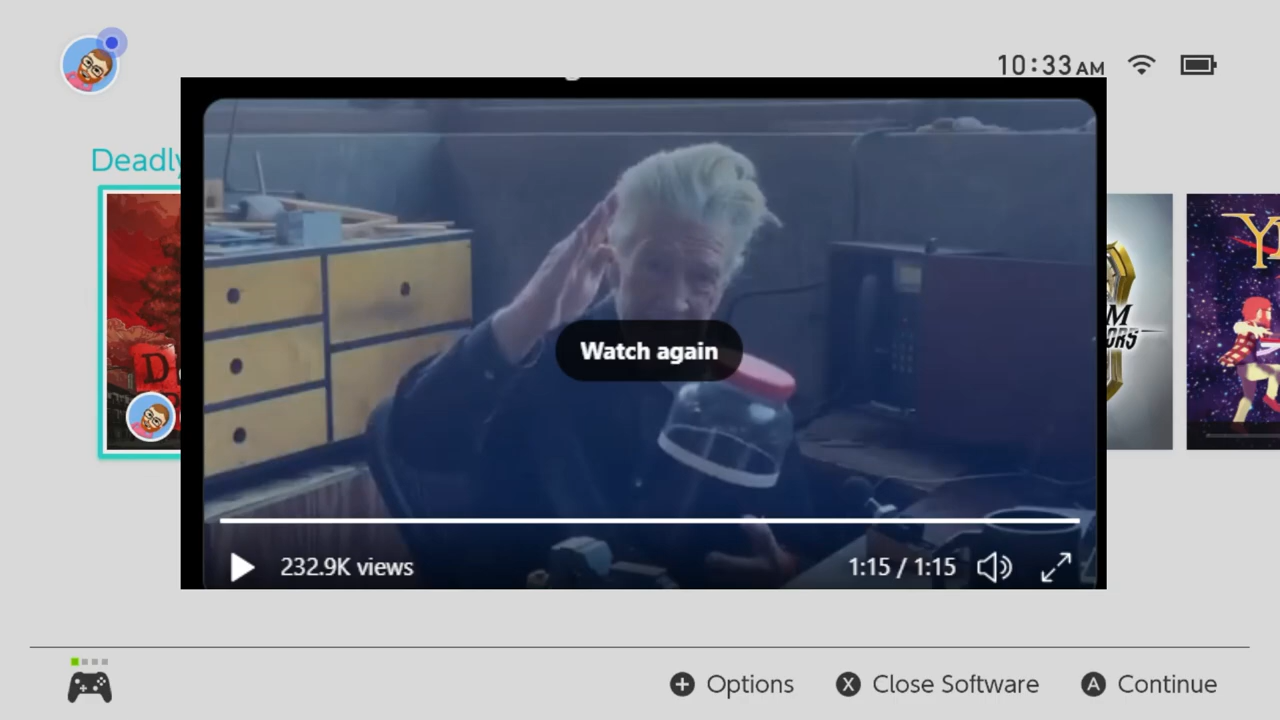 10:33 AM
Deadly
Watch again
232.9K views
1:15 / 1:15
Options
X Close Software
A Continue